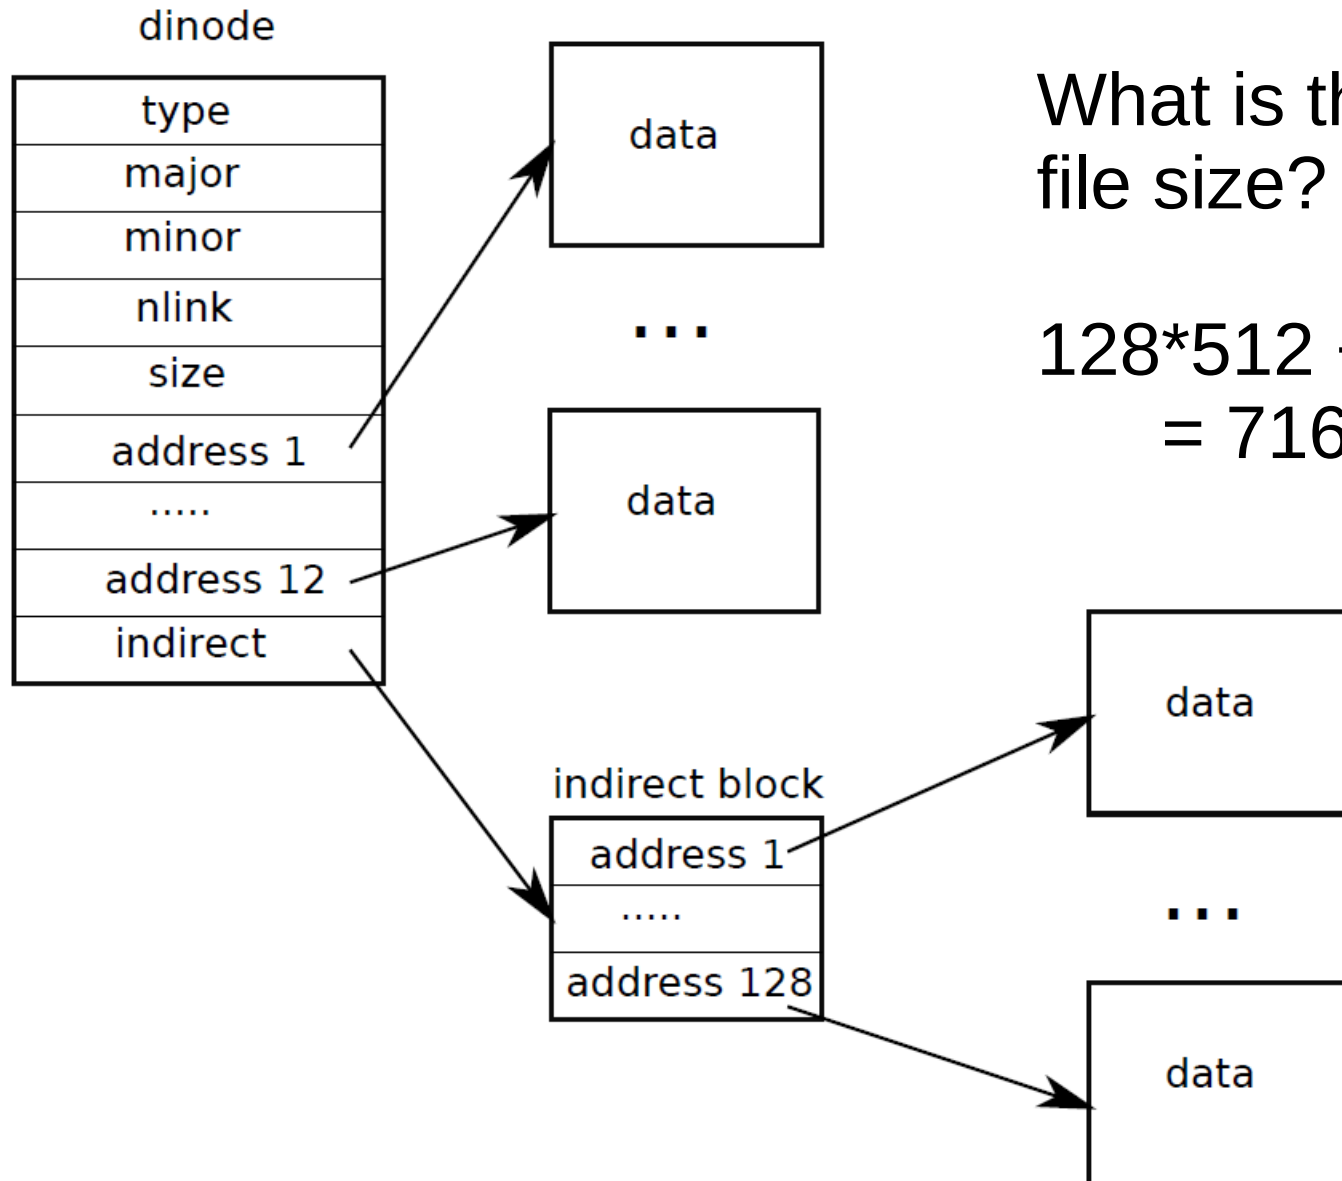 dinode
type
major
minor
nlink
size
address 1
.....
address 12
indirect
data
...
data
indirect block
address 1
.....
address 128
data
...
data
What is
file size?
128*512
= 716